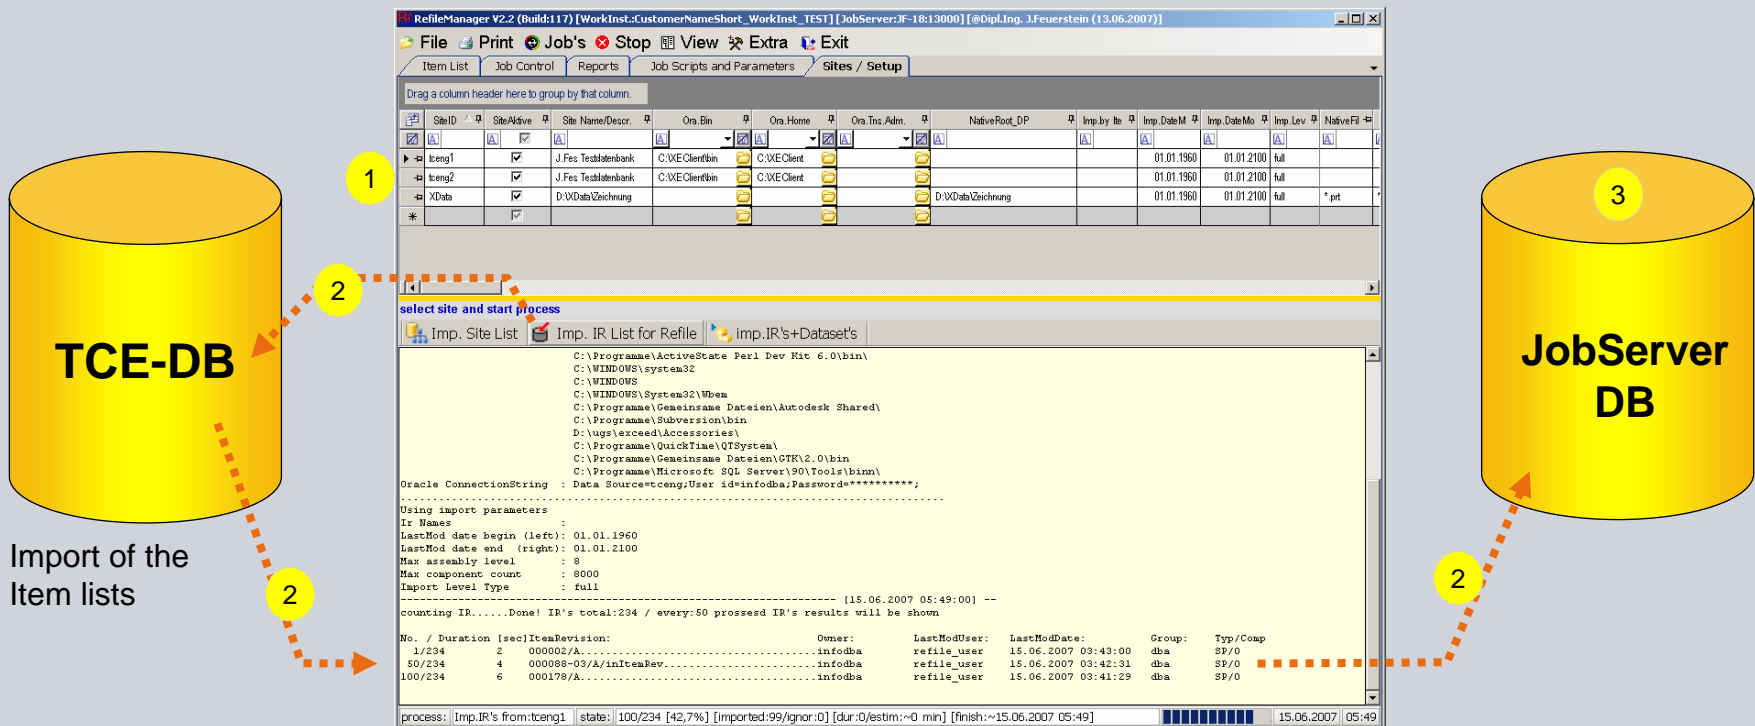 RefileManager V2.2 (Build:117) [WorkInst.:CustomerNameShort_WorkInst_TEST] [JobServer:JF-18:13000] [@Dipl.Ing. J.Feuerstein (13.06.2007)]
File Print Job's Stop View Extra Exit
Item List Job Control Reports Job Scripts and Parameters Sites / Setup
Drag a column header here to group by that column.
SiteID SiteAktive Site Name/Descr. Ora.Bin Ora.Home Ora.Tns.Adm. NativeRoot_DP Imp.by Ite Imp.DateM Imp.DateMo Imp.Lev NativeFil
tceng1 J.Fes Testdatenbank C:\XEClient\bin C:\XEClient 01.01.1960 01.01.2100 full
tceng2 J.Fes Testdatenbank C:\XEClient\bin C:\XEClient 01.01.1960 01.01.2100 full
XData D:\XData\Zeichnung D:\XData\Zeichnung 01.01.1960 01.01.2100 full *.prt
1
3
2
select site and start process
Imp. Site List Imp. IR List for Refile imp.IR's+Dataset's
TCE-DB
JobServer
DB
C:\Programme\ActiveState Perl Dev Kit 6.0\bin\
C:\WINDOWS\system32
C:\WINDOWS
C:\WINDOWS\System32\Wbem
C:\Programme\Gemeinsame Dateien\Autodesk Shared\
C:\Programme\Subversion\bin
D:\ugs\exceed\Accessories\
C:\Programme\QuickTime\QTSystem\
C:\Programme\Gemeinsame Dateien\GTK\2.0\bin
C:\Programme\Microsoft SQL Server\90\Tools\binn\
Oracle ConnectionString : Data Source=tceng;User id=infodba;Password=**********;
Using import parameters
Ir Names :
LastMod date begin (left): 01.01.1960
LastMod date end (right): 01.01.2100
Max assembly level : 8
Max component count : 8000
Import Level Type : full
[15.06.2007 05:49:00] --
counting IR......Done! IR's total:234 / every:50 prossesd IR's results will be shown
No. / Duration [sec]ItemRevision: Owner: LastModUser: LastModDate: Group: Typ/Comp
1/234 2 000002/A.....................................infodba refile_user 15.06.2007 03:43:00 dba SP/0
50/234 4 000088-03/A/inItemRev........................infodba refile_user 15.06.2007 03:42:31 dba SP/0
100/234 6 000178/A.....................................infodba refile_user 15.06.2007 03:41:29 dba SP/0
process: Imp.IR's from:tceng1 state: 100/234 [42,7%] [imported:99/ignor:0] [dur:0/estim:~0 min] [finish:~15.06.2007 05:49] 15.06.2007 05:49
Import of the
Item lists
2
2